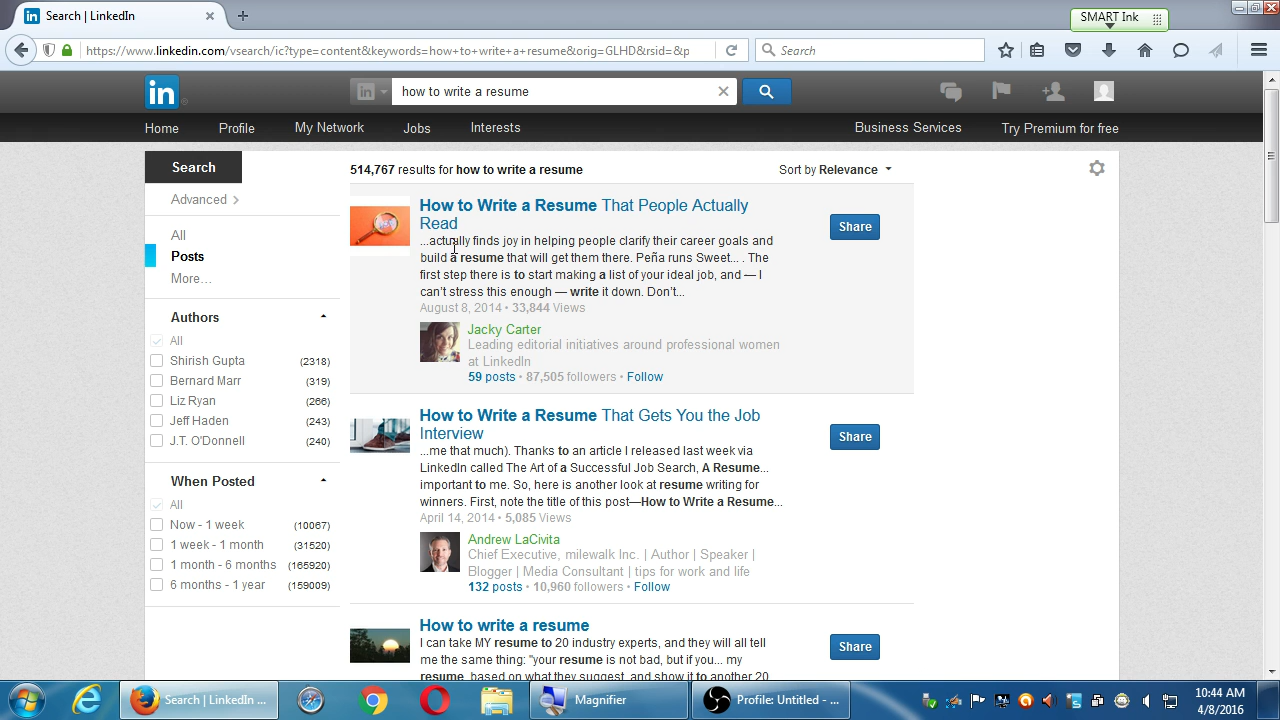 Search | LinkedIn
SMART Ink
https://www.linkedin.com/vsearch/ic?type=content&keywords=how+to+write+a+resume&orig=GLHD&rsid=&p
Search
in
in
how to write a resume
Home Profile My Network Jobs Interests Business Services Try Premium for free
Search
Advanced
All
Posts
More...
Authors
All
Shirish Gupta (2318)
Bernard Marr (319)
Liz Ryan (266)
Jeff Haden (243)
J.T. O'Donnell (240)
When Posted
All
Now - 1 week (10067)
1 week - 1 month (31520)
1 month - 6 months (165920)
6 months - 1 year (159009)
514,767 results for how to write a resume
Sort by Relevance
How to Write a Resume That People Actually
Read
...actually finds joy in helping people clarify their career goals and
build a resume that will get them there. Peña runs Sweet... . The
first step there is to start making a list of your ideal job, and — I
can't stress this enough — write it down. Don't...
August 8, 2014 • 33,844 Views
Jacky Carter
Leading editorial initiatives around professional women
at LinkedIn
59 posts • 87,505 followers • Follow
Share
How to Write a Resume That Gets You the Job
Interview
...me that much). Thanks to an article I released last week via
LinkedIn called The Art of a Successful Job Search, A Resume...
important to me. So, here is another look at resume writing for
winners. First, note the title of this post—How to Write a Resume...
April 14, 2014 • 5,085 Views
Andrew LaCivita
Chief Executive, milewalk Inc. | Author | Speaker |
Blogger | Media Consultant | tips for work and life
132 posts • 10,960 followers • Follow
Share
How to write a resume
I can take MY resume to 20 industry experts, and they will all tell
me the same thing: "your resume is not bad, but if you... my
resume, based on what they suggest, and show it to another 20
Share
Search | LinkedIn ...
Magnifier
Profile: Untitled - ...
10:44 AM
4/8/2016